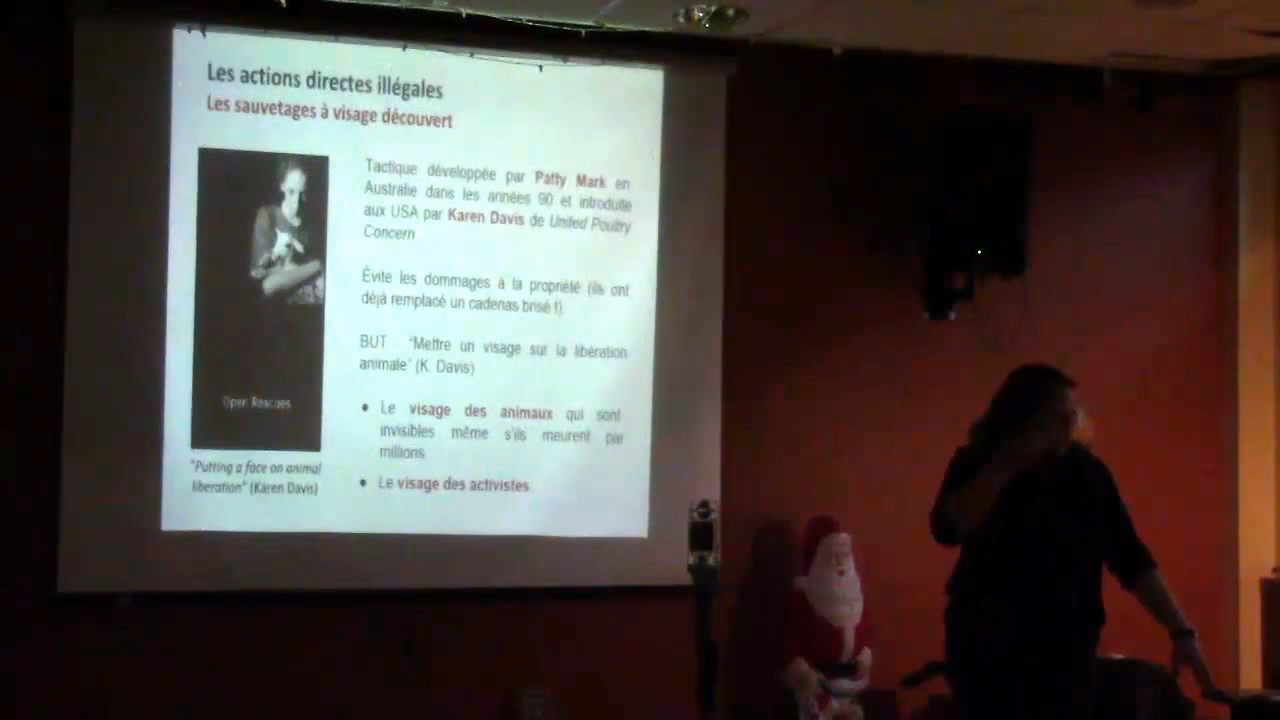 Les actions directes illégales
Les sauvetages à visage découvert
Tactique développée par Patty Mark en
Australie dans les années 90 et introduite
aux USA par Karen Davis de United Poultry
Concern
Évite les dommages à la propriété (ils ont
déjà remplacé un cadenas brisé !).
BUT "Mettre un visage sur la libération
animale" (K. Davis)
• Le visage des animaux qui sont
invisibles même s'ils meurent par
millions
• Le visage des activistes.
Open Rescues
"Putting a face on animal
liberation" (Karen Davis)